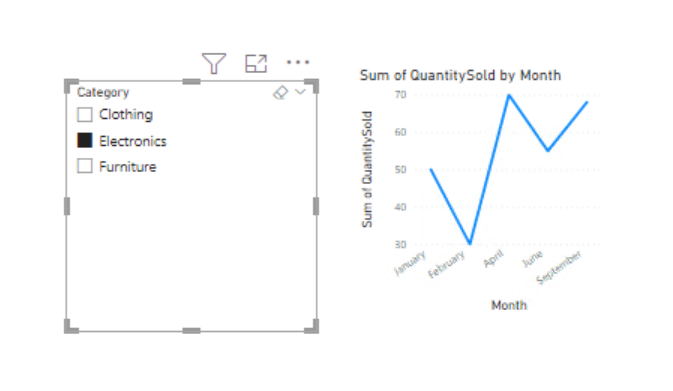 Category
Clothing
Electronics
Furniture
Sum of QuantitySold by Month
Sum of QuantitySold
70
60
50
40
30
January
February
April
June
September
Month